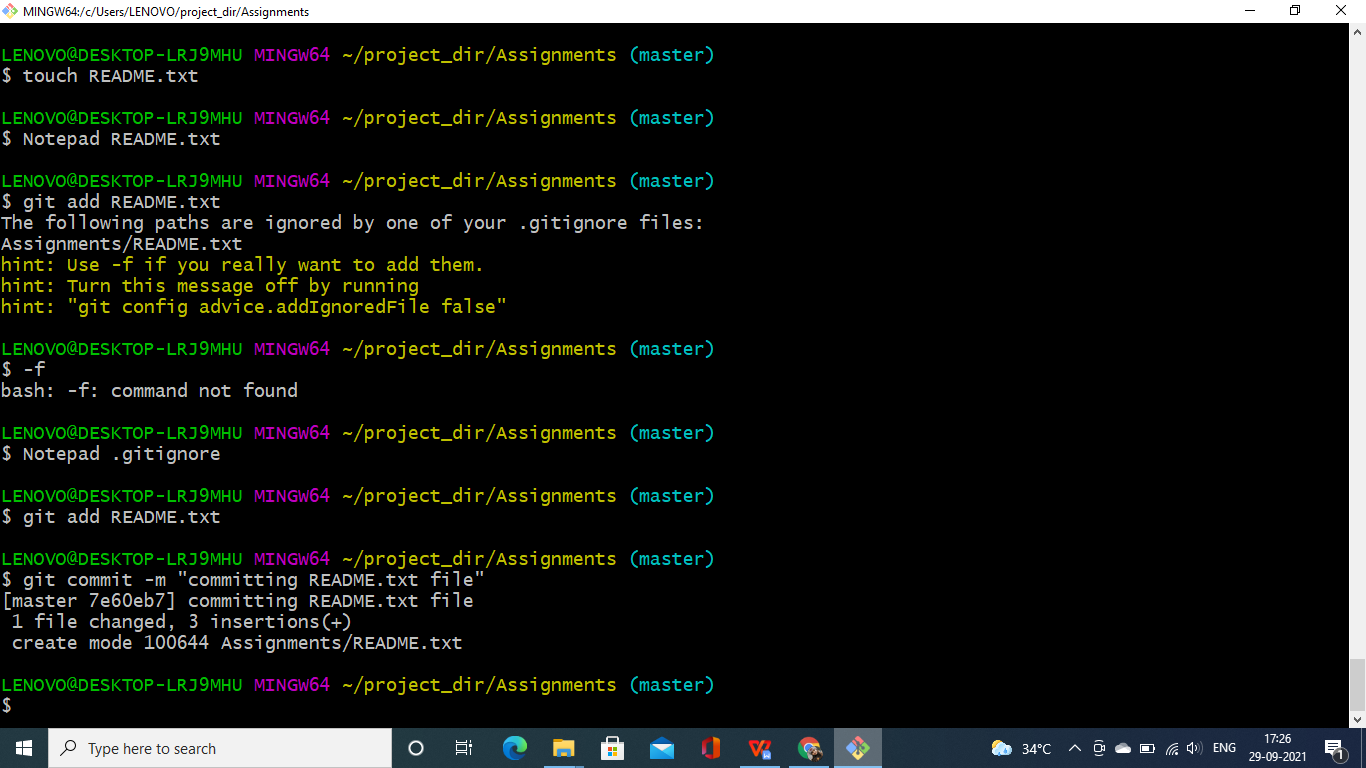 MINGW64:/c/Users/LENOVO/project_dir/Assignments
LENOVO@DESKTOP-LRJ9MHU MINGW64 ~/project_dir/Assignments (master)
$ touch README.txt
LENOVO@DESKTOP-LRJ9MHU MINGW64 ~/project_dir/Assignments (master)
$ Notepad README.txt
LENOVO@DESKTOP-LRJ9MHU MINGW64 ~/project_dir/Assignments (master)
$ git add README.txt
The following paths are ignored by one of your .gitignore files:
Assignments/README.txt
hint: Use -f if you really want to add them.
hint: Turn this message off by running
hint: "git config advice.addIgnoredFile false"
LENOVO@DESKTOP-LRJ9MHU MINGW64 ~/project_dir/Assignments (master)
$ -f
bash: -f: command not found
LENOVO@DESKTOP-LRJ9MHU MINGW64 ~/project_dir/Assignments (master)
$ Notepad .gitignore
LENOVO@DESKTOP-LRJ9MHU MINGW64 ~/project_dir/Assignments (master)
$ git add README.txt
LENOVO@DESKTOP-LRJ9MHU MINGW64 ~/project_dir/Assignments (master)
$ git commit -m "committing README.txt file"
[master 7e60eb7] committing README.txt file
 1 file changed, 3 insertions(+)
 create mode 100644 Assignments/README.txt
LENOVO@DESKTOP-LRJ9MHU MINGW64 ~/project_dir/Assignments (master)
$
Type here to search
34°C
ENG
17:26
29-09-2021
1